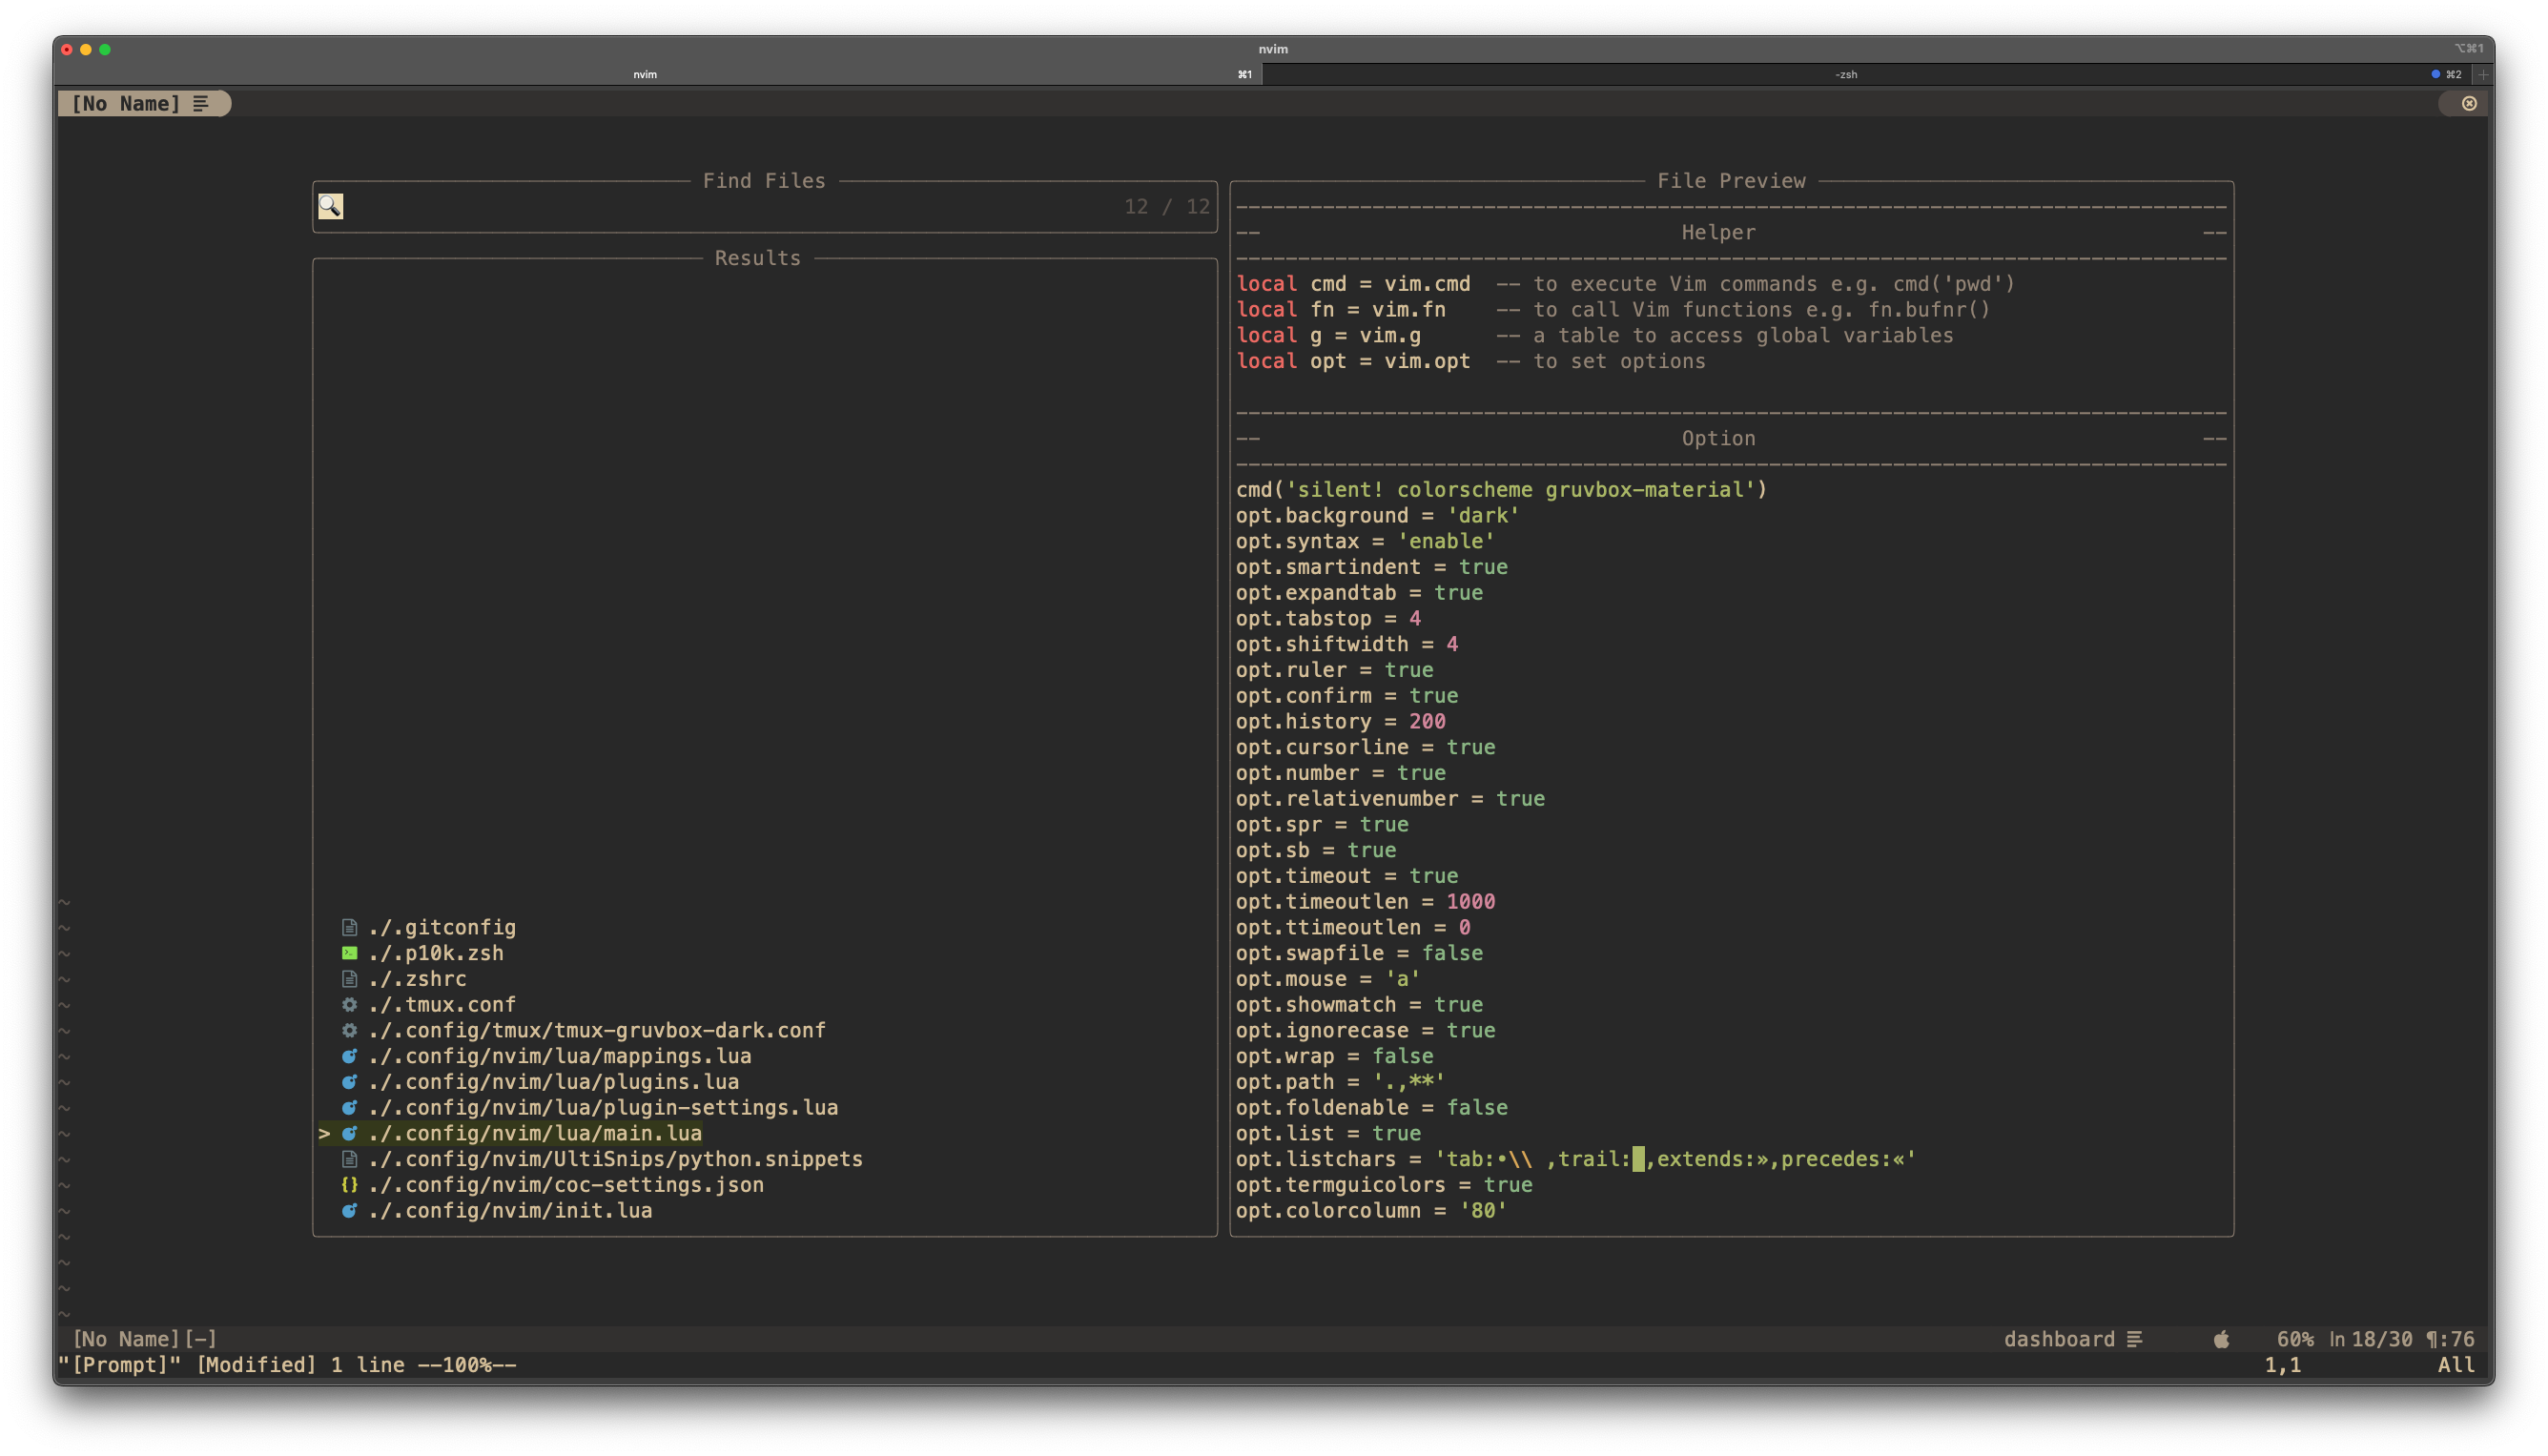 nvim ⌥⌘1
nvim ⌘1 -zsh ⌘2
[No Name]
Find Files
12 / 12
Results
./.gitconfig
./.p10k.zsh
./.zshrc
./.tmux.conf
./.config/tmux/tmux-gruvbox-dark.conf
./.config/nvim/lua/mappings.lua
./.config/nvim/lua/plugins.lua
./.config/nvim/lua/plugin-settings.lua
> ./.config/nvim/lua/main.lua
./.config/nvim/UltiSnips/python.snippets
{} ./.config/nvim/coc-settings.json
./.config/nvim/init.lua
File Preview
--------------------------------------------------------------------------------
-- Helper --
--------------------------------------------------------------------------------
local cmd = vim.cmd -- to execute Vim commands e.g. cmd('pwd')
local fn = vim.fn -- to call Vim functions e.g. fn.bufnr()
local g = vim.g -- a table to access global variables
local opt = vim.opt -- to set options
--------------------------------------------------------------------------------
-- Option --
--------------------------------------------------------------------------------
cmd('silent! colorscheme gruvbox-material')
opt.background = 'dark'
opt.syntax = 'enable'
opt.smartindent = true
opt.expandtab = true
opt.tabstop = 4
opt.shiftwidth = 4
opt.ruler = true
opt.confirm = true
opt.history = 200
opt.cursorline = true
opt.number = true
opt.relativenumber = true
opt.spr = true
opt.sb = true
opt.timeout = true
opt.timeoutlen = 1000
opt.ttimeoutlen = 0
opt.swapfile = false
opt.mouse = 'a'
opt.showmatch = true
opt.ignorecase = true
opt.wrap = false
opt.path = '.,**'
opt.foldenable = false
opt.list = true
opt.listchars = 'tab:•\\ ,trail:█,extends:»,precedes:«'
opt.termguicolors = true
opt.colorcolumn = '80'
[No Name][-] dashboard 60% ln 18/30 ¶:76
"[Prompt]" [Modified] 1 line --100%-- 1,1 All